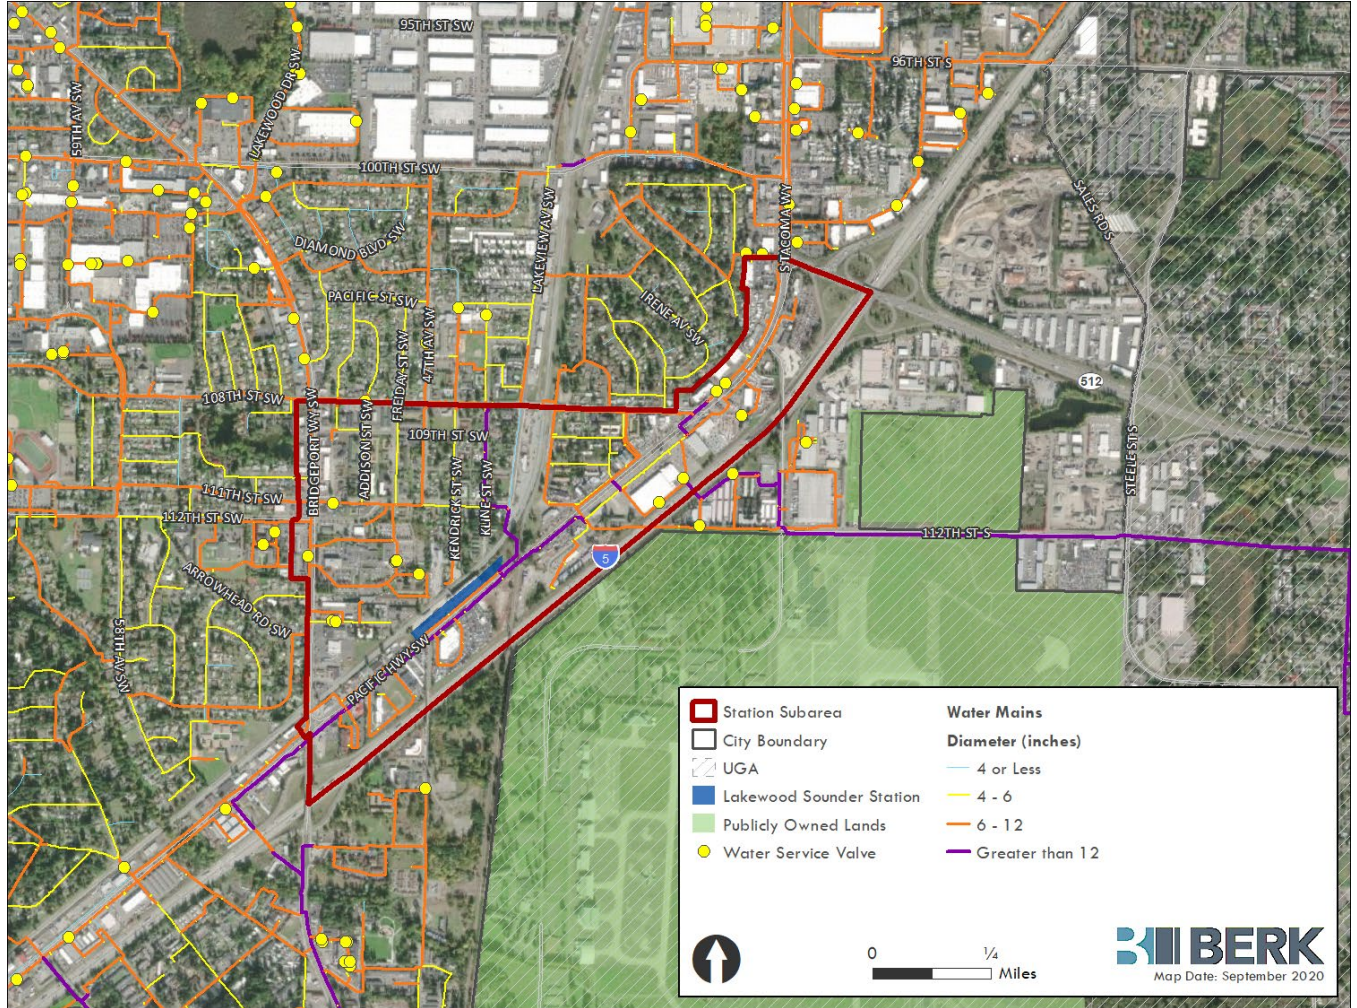 95TH ST SW
96TH ST S
59TH AV SW
LAKEWOOD DR SW
100TH ST SW
SALES RD S
S TACOMA WY
LAKEVIEW AV SW
DIAMOND BLVD SW
PACIFIC ST SW
IRENE AV SW
FREIDAY ST SW
47TH AV SW
512
108TH ST SW
BRIDGEPORT WY SW
ADDISON ST SW
109TH ST SW
STEELE ST S
111TH ST SW
112TH ST SW
KENDRICK ST SW
KLINE ST SW
112TH ST S
5
ARROWHEAD RD SW
58TH AV SW
PACIFIC HWY SW
Station Subarea
City Boundary
UGA
Lakewood Sounder Station
Publicly Owned Lands
Water Service Valve
Water Mains
Diameter (inches)
4 or Less
4 - 6
6 - 12
Greater than 12
0 ¼
Miles
BERK
Map Date: September 2020